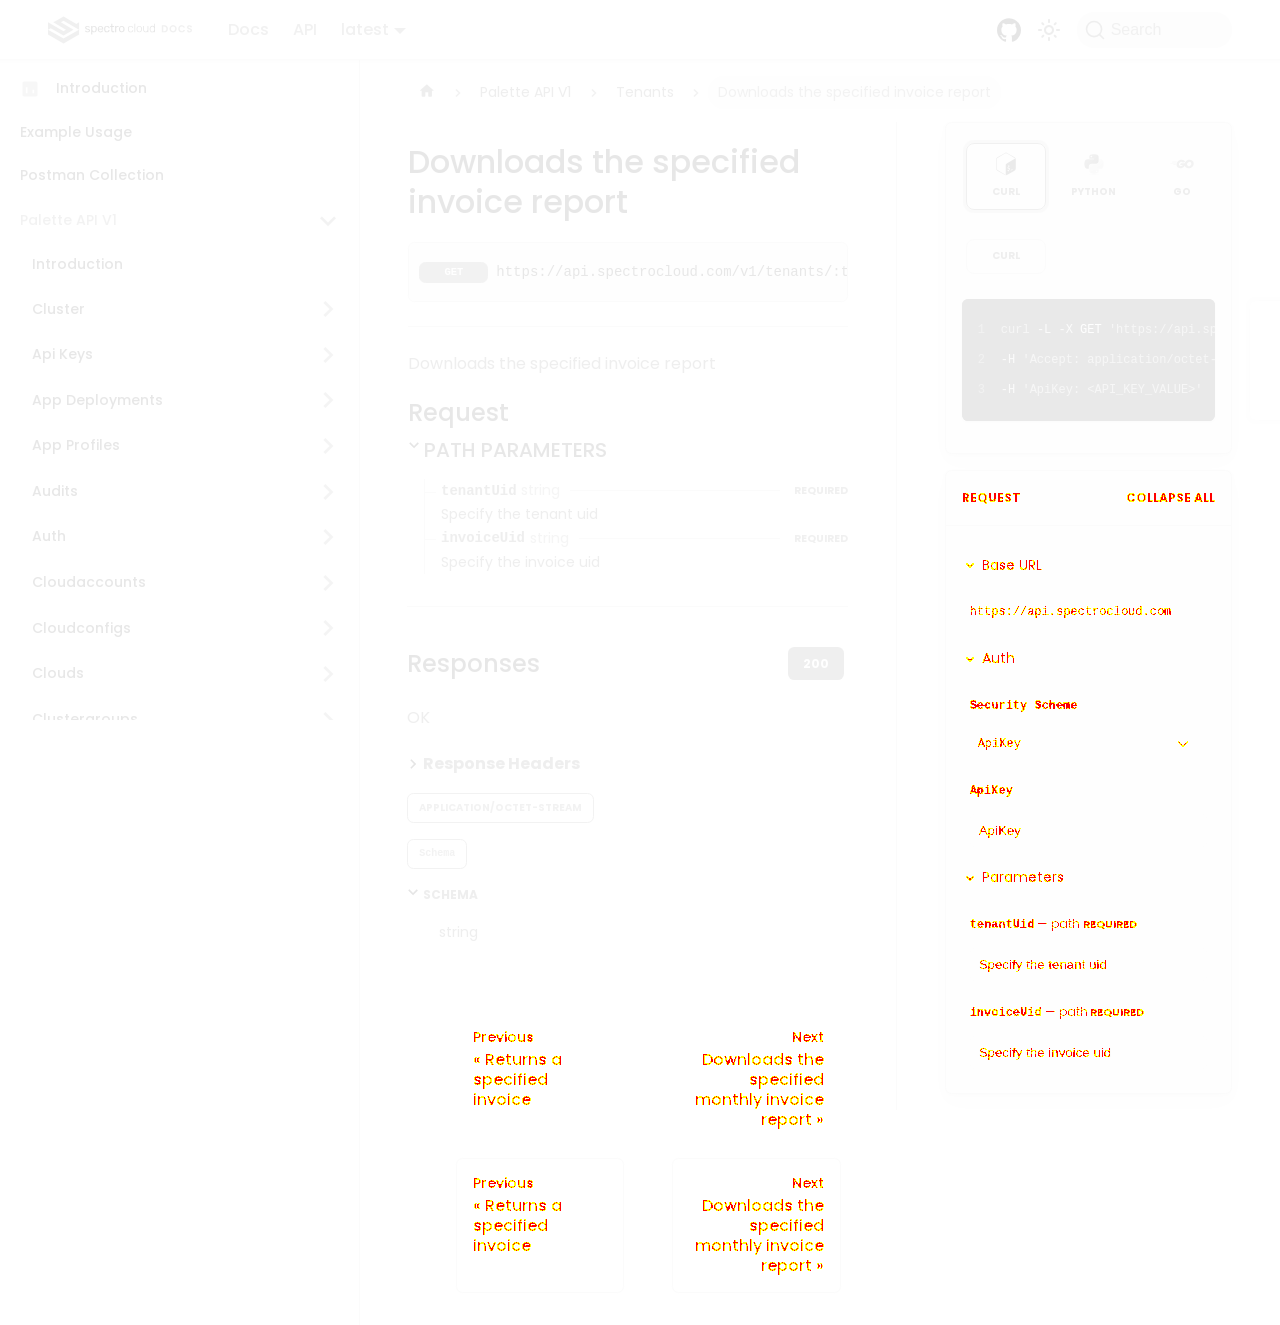 spectro cloud DOCS
Docs API latest
Search
Introduction
Example Usage
Postman Collection
Palette API V1
Introduction
Cluster
Api Keys
App Deployments
App Profiles
Audits
Auth
Cloudaccounts
Cloudconfigs
Clouds
Clustergroups
Palette API V1 > Tenants > Downloads the specified invoice report
Downloads the specified
invoice report
GET https://api.spectrocloud.com/v1/tenants/:t
Downloads the specified invoice report
Request
PATH PARAMETERS
tenantUid string REQUIRED
Specify the tenant uid
invoiceUid string REQUIRED
Specify the invoice uid
Responses
200
OK
Response Headers
APPLICATION/OCTET-STREAM
Schema
SCHEMA
string
Previous
« Returns a
specified
invoice
Next
Downloads the
specified
monthly invoice
report »
Previous
« Returns a
specified
invoice
Next
Downloads the
specified
monthly invoice
report »
CURL PYTHON GO
CURL
1 curl -L -X GET 'https://api.sp
2 -H 'Accept: application/octet-
3 -H 'ApiKey: <API_KEY_VALUE>'
REQUEST COLLAPSE ALL
Base URL
https://api.spectrocloud.com
Auth
Security Scheme
ApiKey
ApiKey
ApiKey
Parameters
tenantUid — path REQUIRED
Specify the tenant uid
invoiceUid — path REQUIRED
Specify the invoice uid